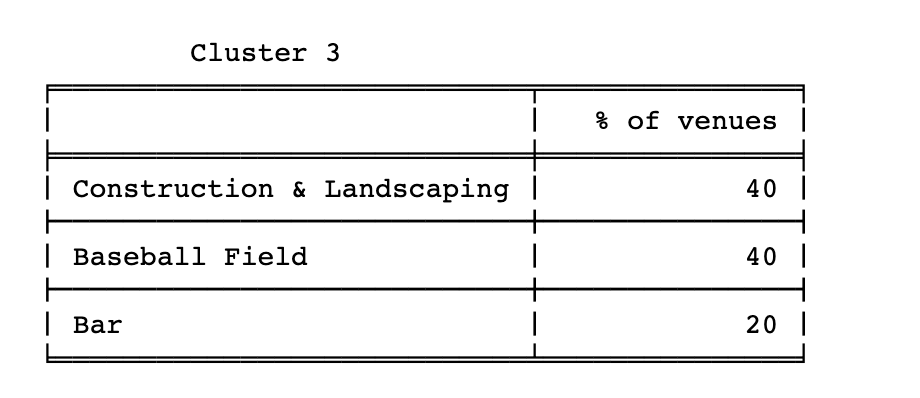 Cluster 3
% of venues
Construction & Landscaping 40
Baseball Field 40
Bar 20